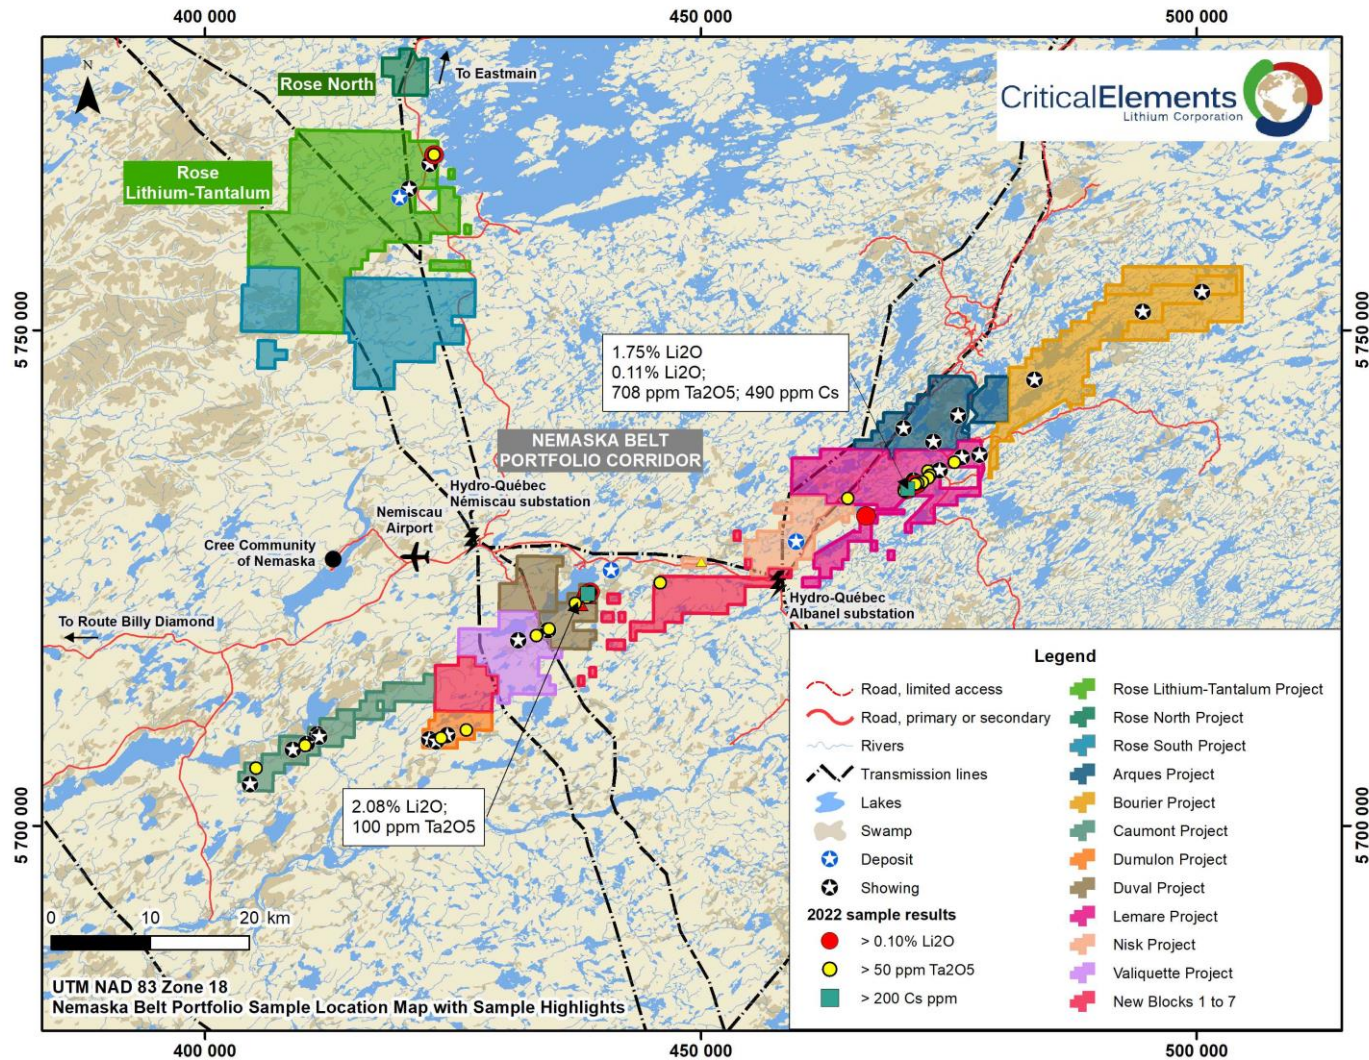 400 000
450 000
500 000
N
Rose North
To Eastmain
CriticalElements
Lithium Corporation
Rose
Lithium-Tantalum
5 750 000
5 750 000
1.75% Li2O
0.11% Li2O;
708 ppm Ta2O5; 490 ppm Cs
NEMASKA BELT
PORTFOLIO CORRIDOR
Hydro-Québec
Némiscau substation
Nemiscau
Airport
Cree Community
of Nemaska
Hydro-Québec
Albanel substation
To Route Billy Diamond
2.08% Li2O;
100 ppm Ta2O5
5 700 000
5 700 000
Legend
Road, limited access
Road, primary or secondary
Rivers
Transmission lines
Lakes
Swamp
Deposit
Showing
2022 sample results
> 0.10% Li2O
> 50 ppm Ta2O5
> 200 Cs ppm
Rose Lithium-Tantalum Project
Rose North Project
Rose South Project
Arques Project
Bourier Project
Caumont Project
Dumulon Project
Duval Project
Lemare Project
Nisk Project
Valiquette Project
New Blocks 1 to 7
0 10 20 km
UTM NAD 83 Zone 18
Nemaska Belt Portfolio Sample Location Map with Sample Highlights
400 000
450 000
500 000